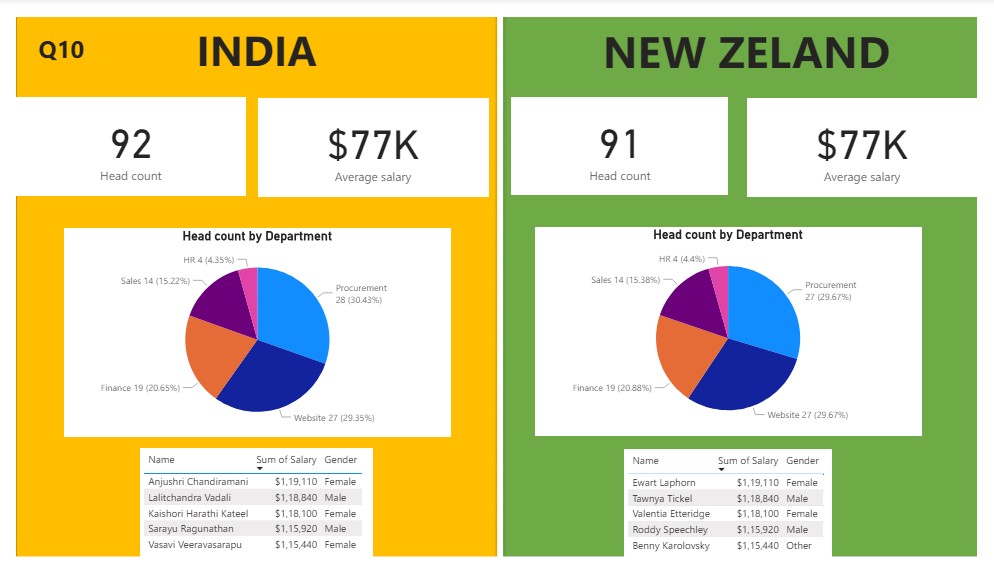 Q10 INDIA
92
Head count
$77K
Average salary
Head count by Department
HR 4 (4.35%)
Sales 14 (15.22%)
Procurement
28 (30.43%)
Finance 19 (20.65%)
Website 27 (29.35%)
Name Sum of Salary Gender
Anjushri Chandiramani $1,19,110 Female
Lalitchandra Vadali $1,18,840 Male
Kaishori Harathi Kateel $1,18,100 Female
Sarayu Ragunathan $1,15,920 Male
Vasavi Veeravasarapu $1,15,440 Female
NEW ZELAND
91
Head count
$77K
Average salary
Head count by Department
HR 4 (4.4%)
Sales 14 (15.38%)
Procurement
27 (29.67%)
Finance 19 (20.88%)
Website 27 (29.67%)
Name Sum of Salary Gender
Ewart Laphorn $1,19,110 Female
Tawnya Tickel $1,18,840 Male
Valentia Etteridge $1,18,100 Female
Roddy Speechley $1,15,920 Male
Benny Karolovsky $1,15,440 Other